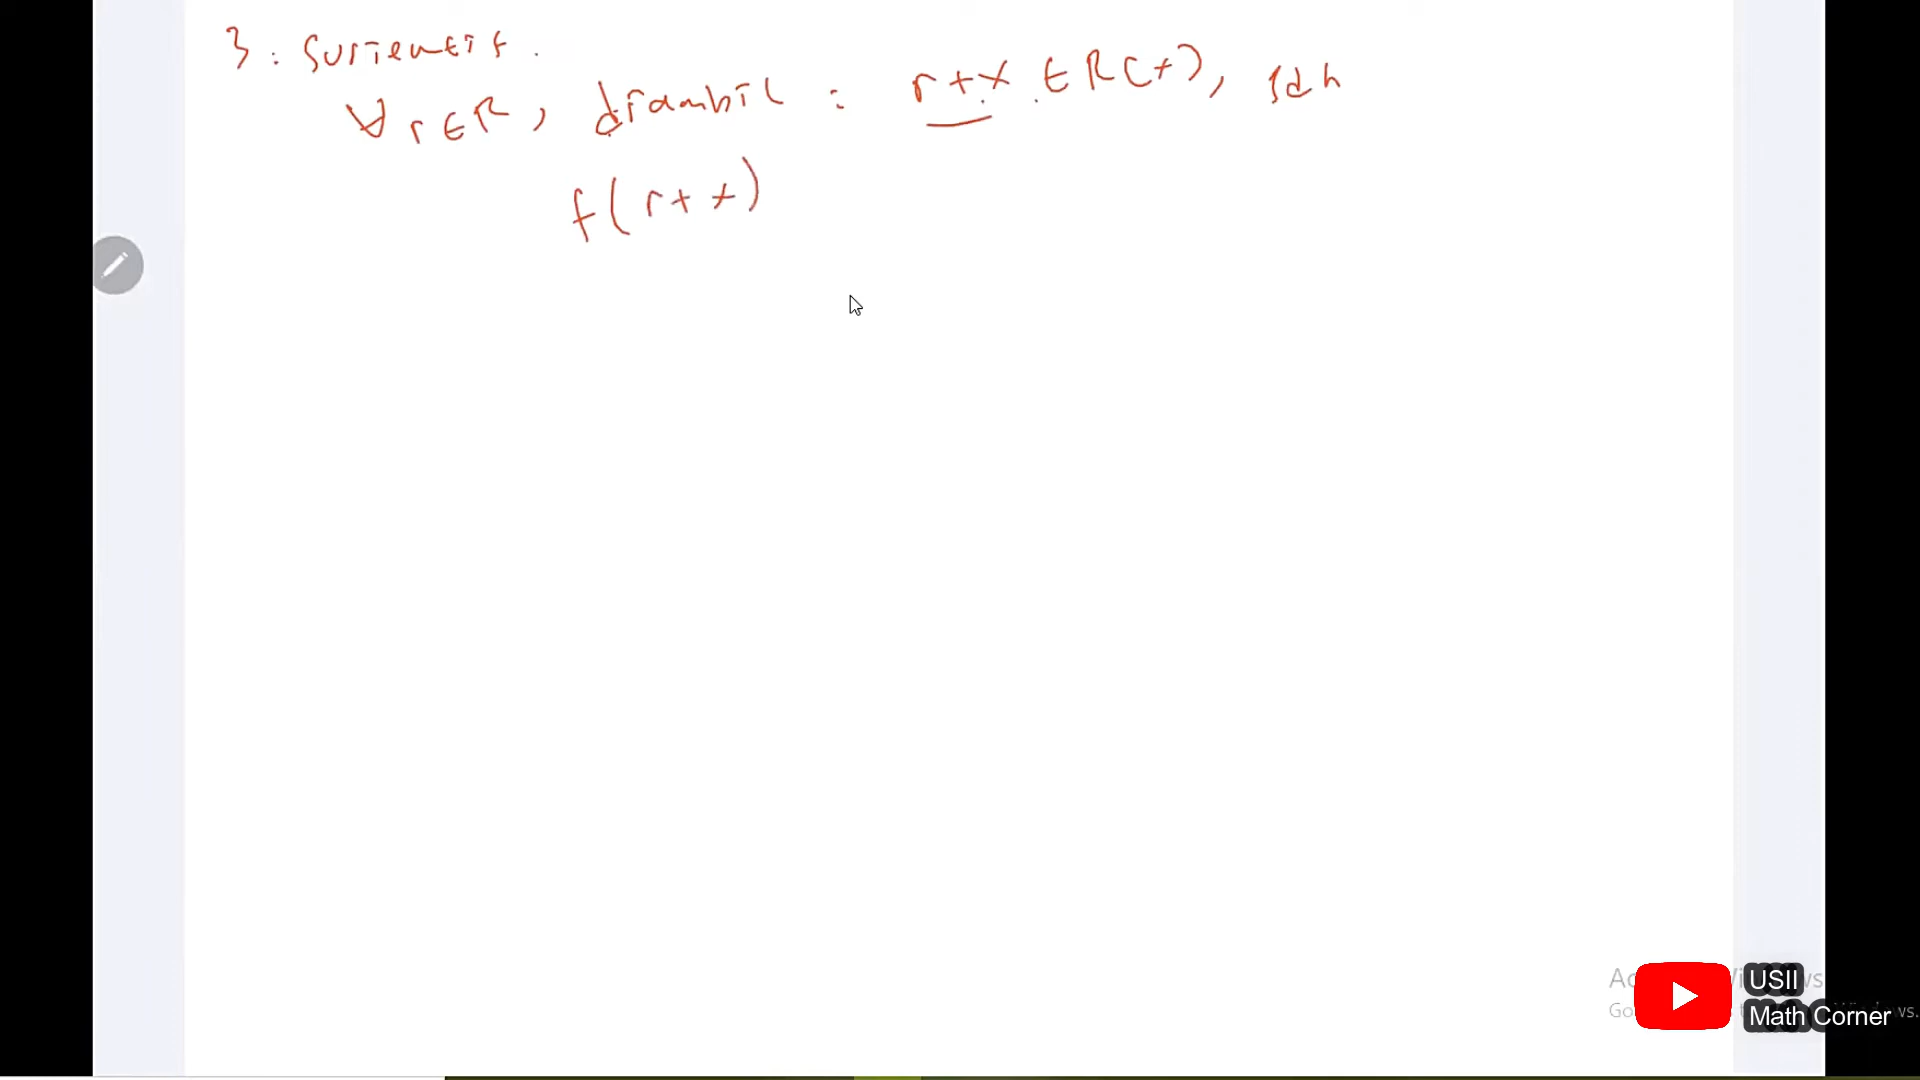 3. Surjektif.
∀ r ∈ R, diambil : r + x ∈ R[x], sdh
f(r + x)
USII
Math Corner